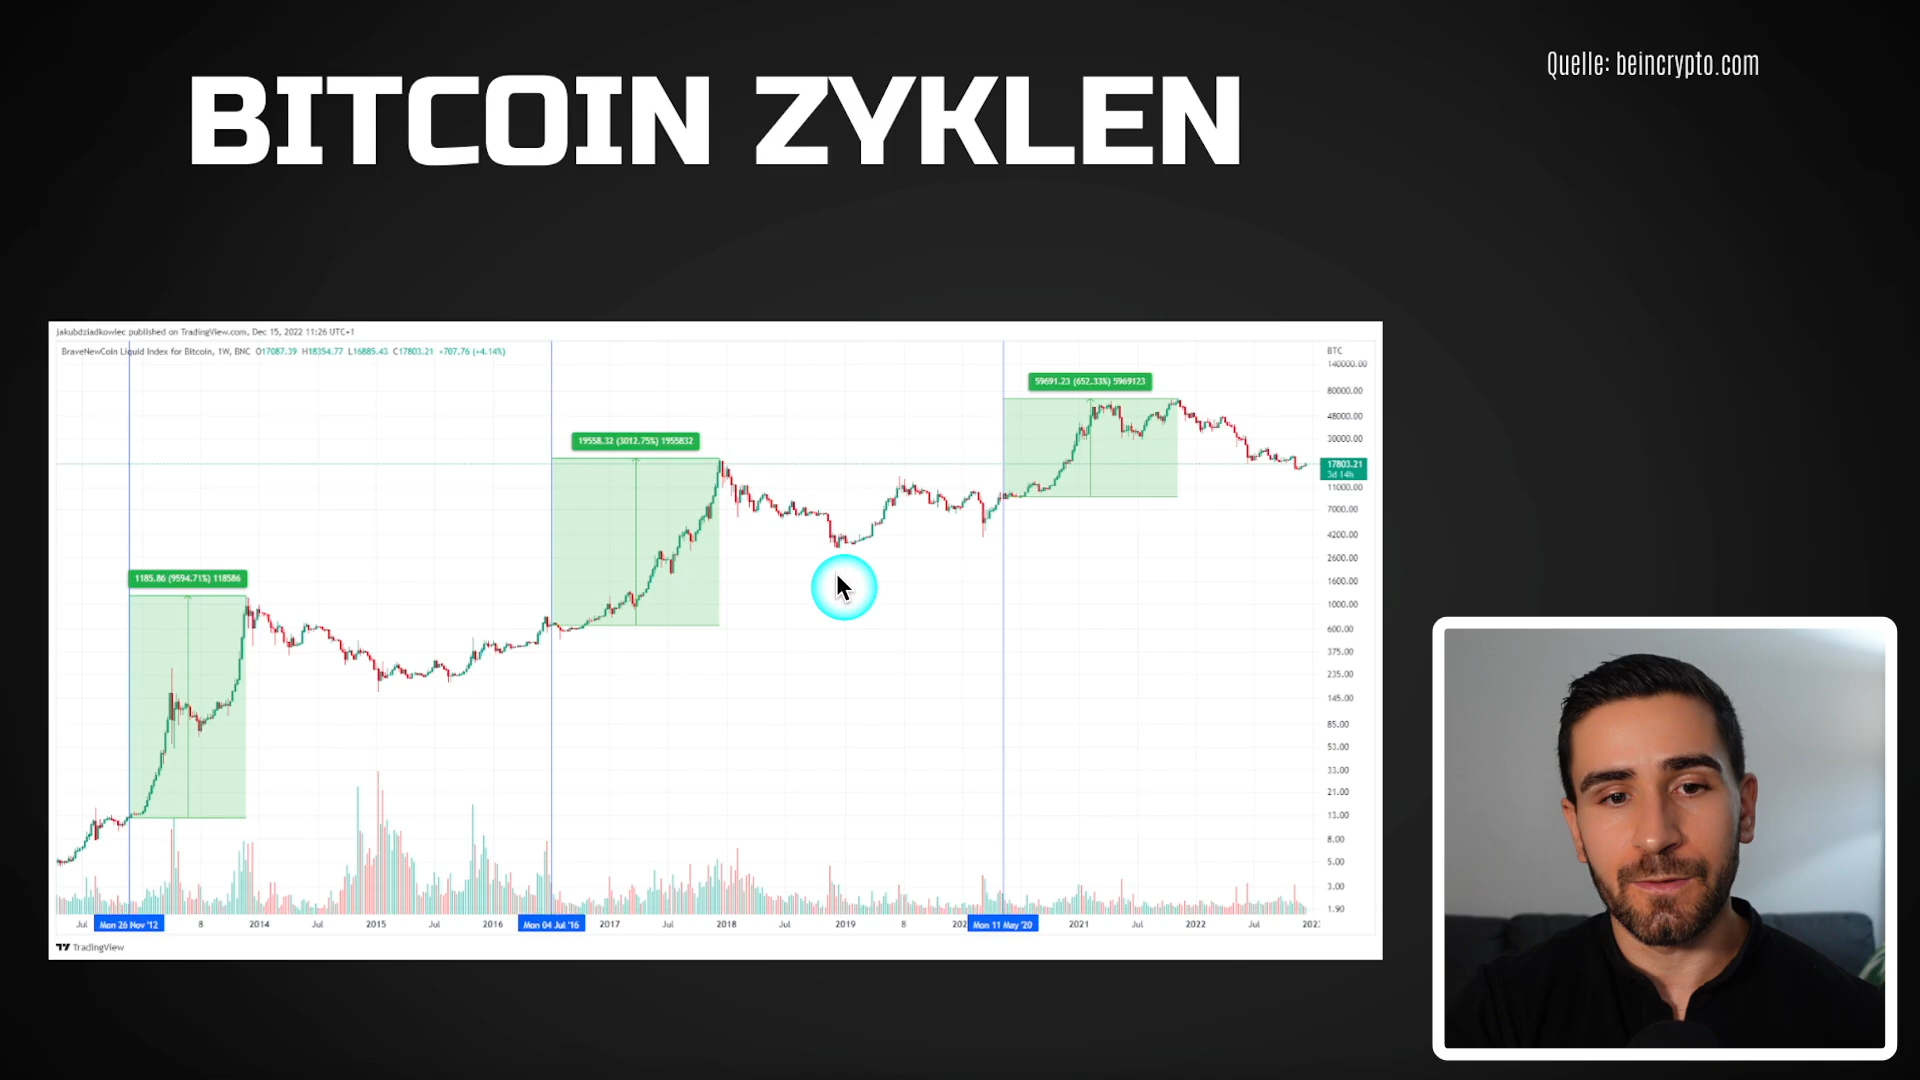 BITCOIN ZYKLEN
Quelle: beincrypto.com
jakubdziadkowiec published on TradingView.com, Dec 15, 2022 11:26 UTC+1
BraveNewCoin Liquid Index for Bitcoin, 1W, BNC O17087.39 H18354.77 L16885.43 C17803.21 +707.76 (+4.14%)
BTC
140000.00
80000.00
48000.00
30000.00
17803.21
3d 14h
11000.00
7000.00
4200.00
2600.00
1600.00
1000.00
600.00
375.00
235.00
145.00
85.00
53.00
33.00
21.00
13.00
8.00
5.00
3.00
1.90
59691.23 (652.33%) 5969123
19558.32 (3012.75%) 1955832
1185.86 (9594.71%) 118586
Jul Mon 26 Nov '12 8 2014 Jul 2015 Jul 2016 Mon 04 Jul '16 2017 Jul 2018 Jul 2019 8 202 Mon 11 May '20 2021 Jul 2022 Jul 202
TradingView